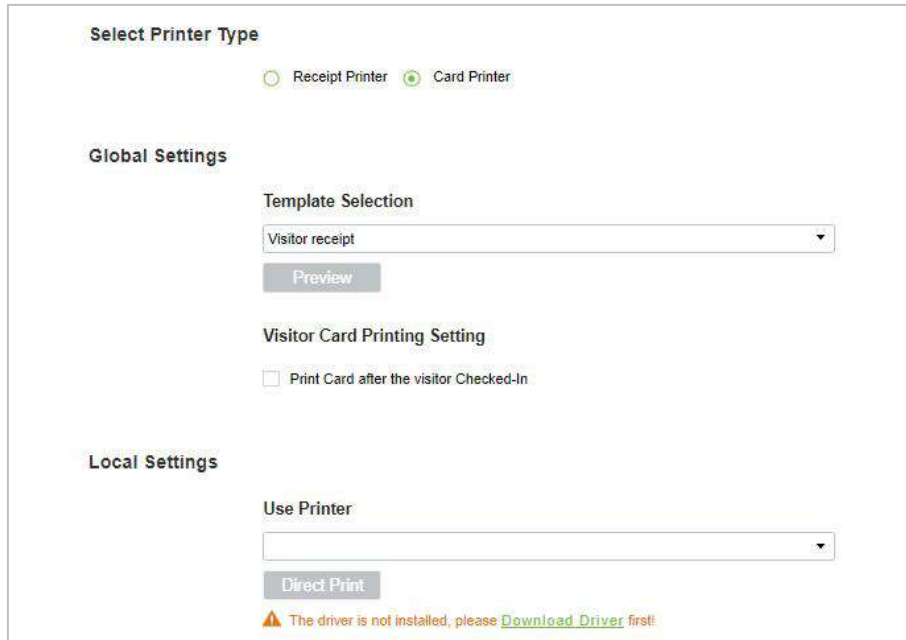 Select Printer Type
Receipt Printer Card Printer
Global Settings
Template Selection
Visitor receipt
Preview
Visitor Card Printing Setting
Print Card after the visitor Checked-In
Local Settings
Use Printer
Direct Print
The driver is not installed, please Download Driver first!